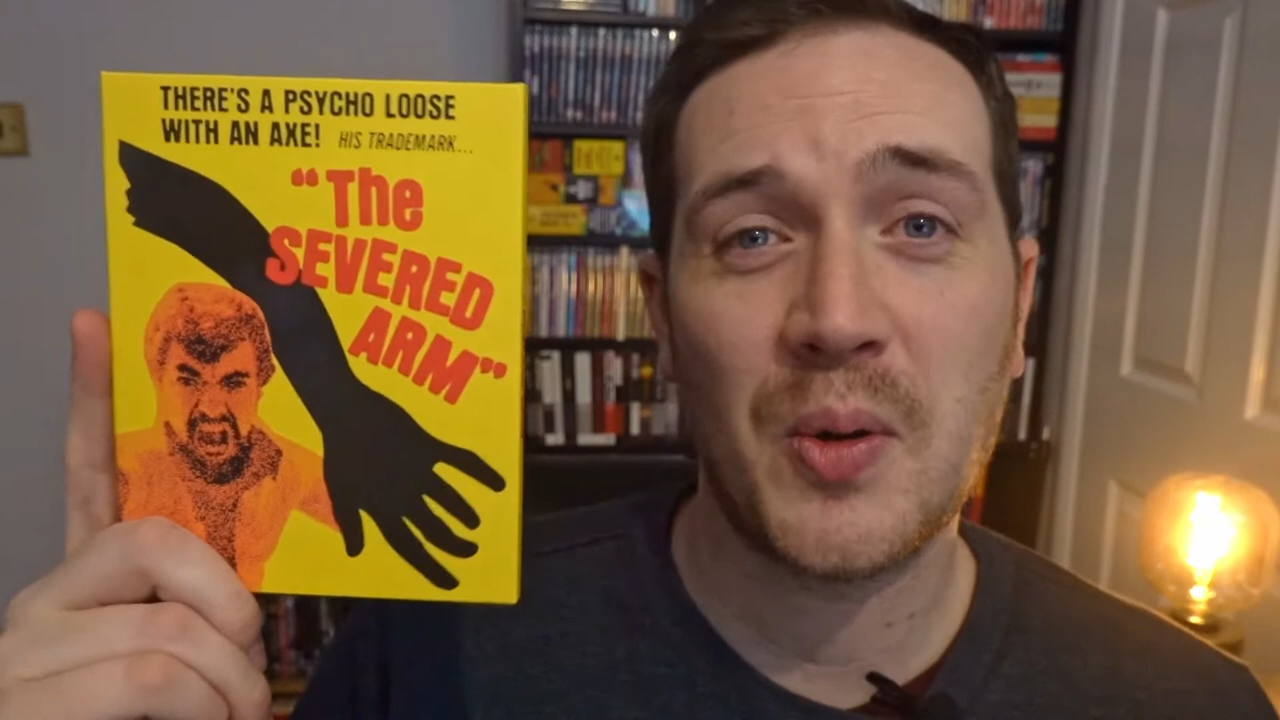 THERE'S A PSYCHO LOOSE
WITH AN AXE! HIS TRADEMARK...
"The
SEVERED
ARM"